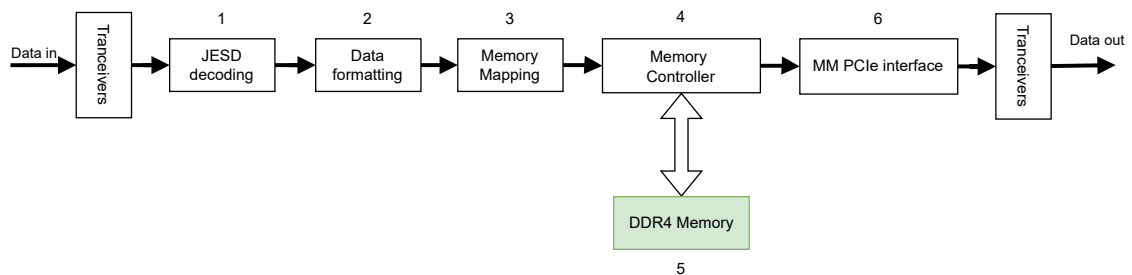 1
2
3
4
6
Data in
Tranceivers
JESD
decoding
Data
formatting
Memory
Mapping
Memory
Controller
MM PCIe interface
Tranceivers
Data out
DDR4 Memory
5